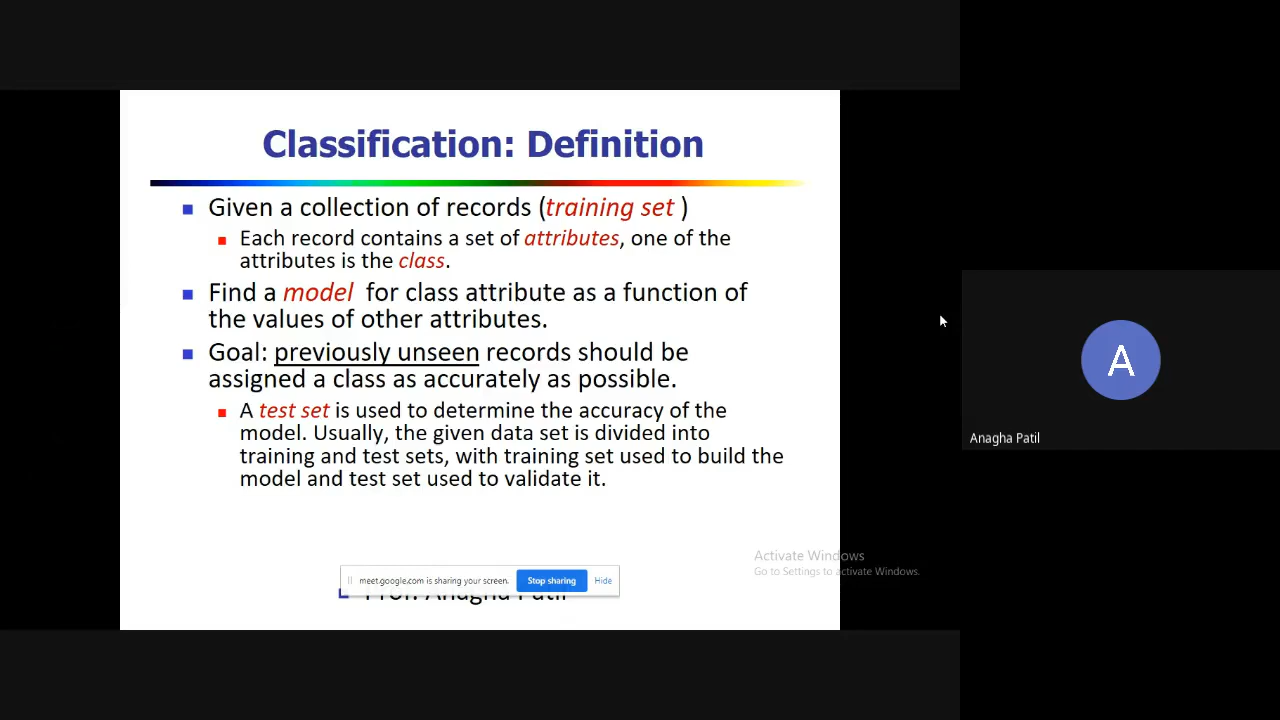 Classification: Definition
Given a collection of records (training set )
Each record contains a set of attributes, one of the
attributes is the class.
Find a model for class attribute as a function of
the values of other attributes.
Goal: previously unseen records should be
assigned a class as accurately as possible.
A test set is used to determine the accuracy of the
model. Usually, the given data set is divided into
training and test sets, with training set used to build the
model and test set used to validate it.
Activate Windows
Go to Settings to activate Windows.
meet.google.com is sharing your screen. Stop sharing Hide
Prof. Anagha Patil
A
Anagha Patil